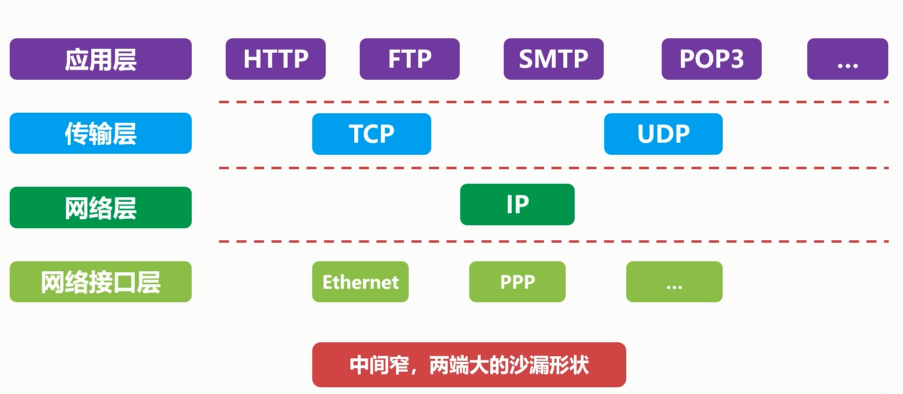 应用层 HTTP FTP SMTP POP3 ...
传输层 TCP UDP
网络层 IP
网络接口层 Ethernet PPP ...
中间窄，两端大的沙漏形状